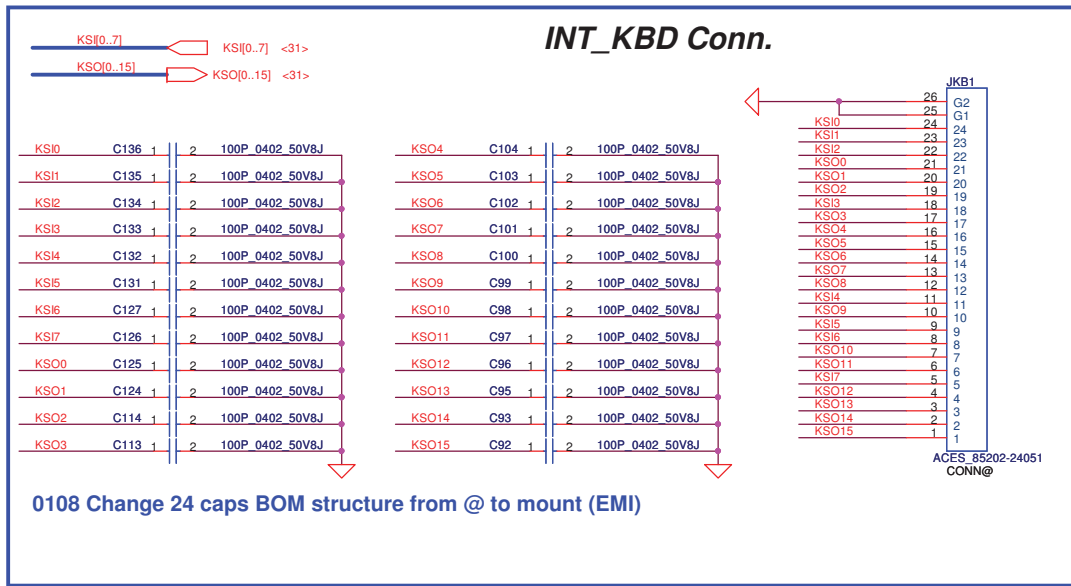 INT_KBD Conn.
KSI[0..7] KSI[0..7] <31>
KSO[0..15] KSO[0..15] <31>
KSI0 C136 1 2 100P_0402_50V8J
KSI1 C135 1 2 100P_0402_50V8J
KSI2 C134 1 2 100P_0402_50V8J
KSI3 C133 1 2 100P_0402_50V8J
KSI4 C132 1 2 100P_0402_50V8J
KSI5 C131 1 2 100P_0402_50V8J
KSI6 C127 1 2 100P_0402_50V8J
KSI7 C126 1 2 100P_0402_50V8J
KSO0 C125 1 2 100P_0402_50V8J
KSO1 C124 1 2 100P_0402_50V8J
KSO2 C114 1 2 100P_0402_50V8J
KSO3 C113 1 2 100P_0402_50V8J
KSO4 C104 1 2 100P_0402_50V8J
KSO5 C103 1 2 100P_0402_50V8J
KSO6 C102 1 2 100P_0402_50V8J
KSO7 C101 1 2 100P_0402_50V8J
KSO8 C100 1 2 100P_0402_50V8J
KSO9 C99 1 2 100P_0402_50V8J
KSO10 C98 1 2 100P_0402_50V8J
KSO11 C97 1 2 100P_0402_50V8J
KSO12 C96 1 2 100P_0402_50V8J
KSO13 C95 1 2 100P_0402_50V8J
KSO14 C93 1 2 100P_0402_50V8J
KSO15 C92 1 2 100P_0402_50V8J
JKB1
26 G2
25 G1
KSI0 24 24
KSI1 23 23
KSI2 22 22
KSO0 21 21
KSO1 20 20
KSO2 19 19
KSI3 18 18
KSO3 17 17
KSO4 16 16
KSO5 15 15
KSO6 14 14
KSO7 13 13
KSO8 12 12
KSI4 11 11
KSO9 10 10
KSI5 9 9
KSI6 8 8
KSO10 7 7
KSO11 6 6
KSI7 5 5
KSO12 4 4
KSO13 3 3
KSO14 2 2
KSO15 1 1
ACES_85202-24051
CONN@
0108 Change 24 caps BOM structure from @ to mount (EMI)